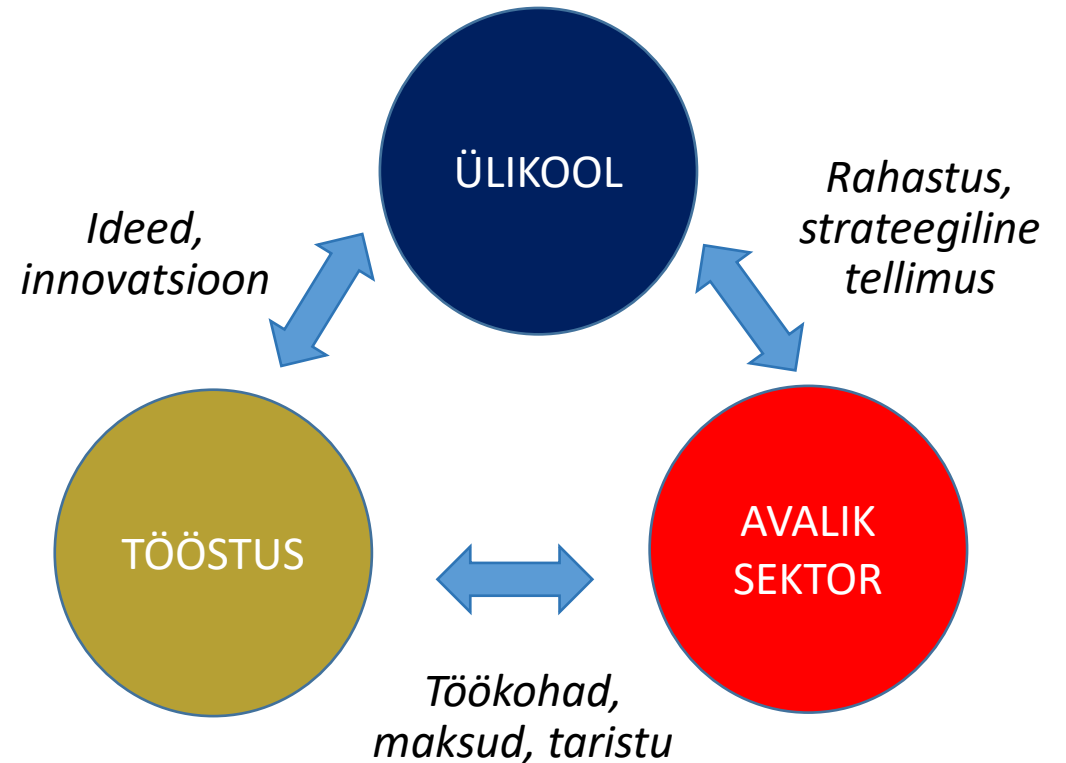 ÜLIKOOL
Rahastus,
strateegiline
tellimus
Ideed,
innovatsioon
TÖÖSTUS
AVALIK
SEKTOR
Töökohad,
maksud, taristu